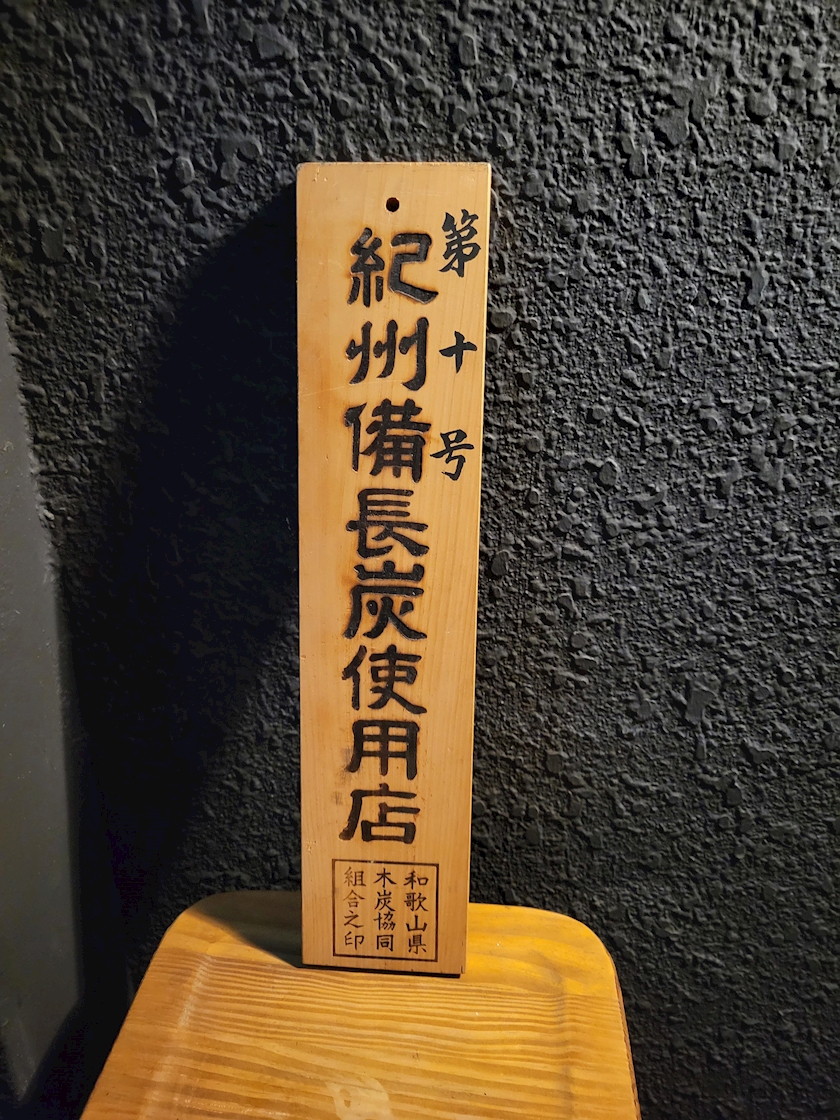 第十号
紀州備長炭使用店
和歌山県
木炭協同
組合之印